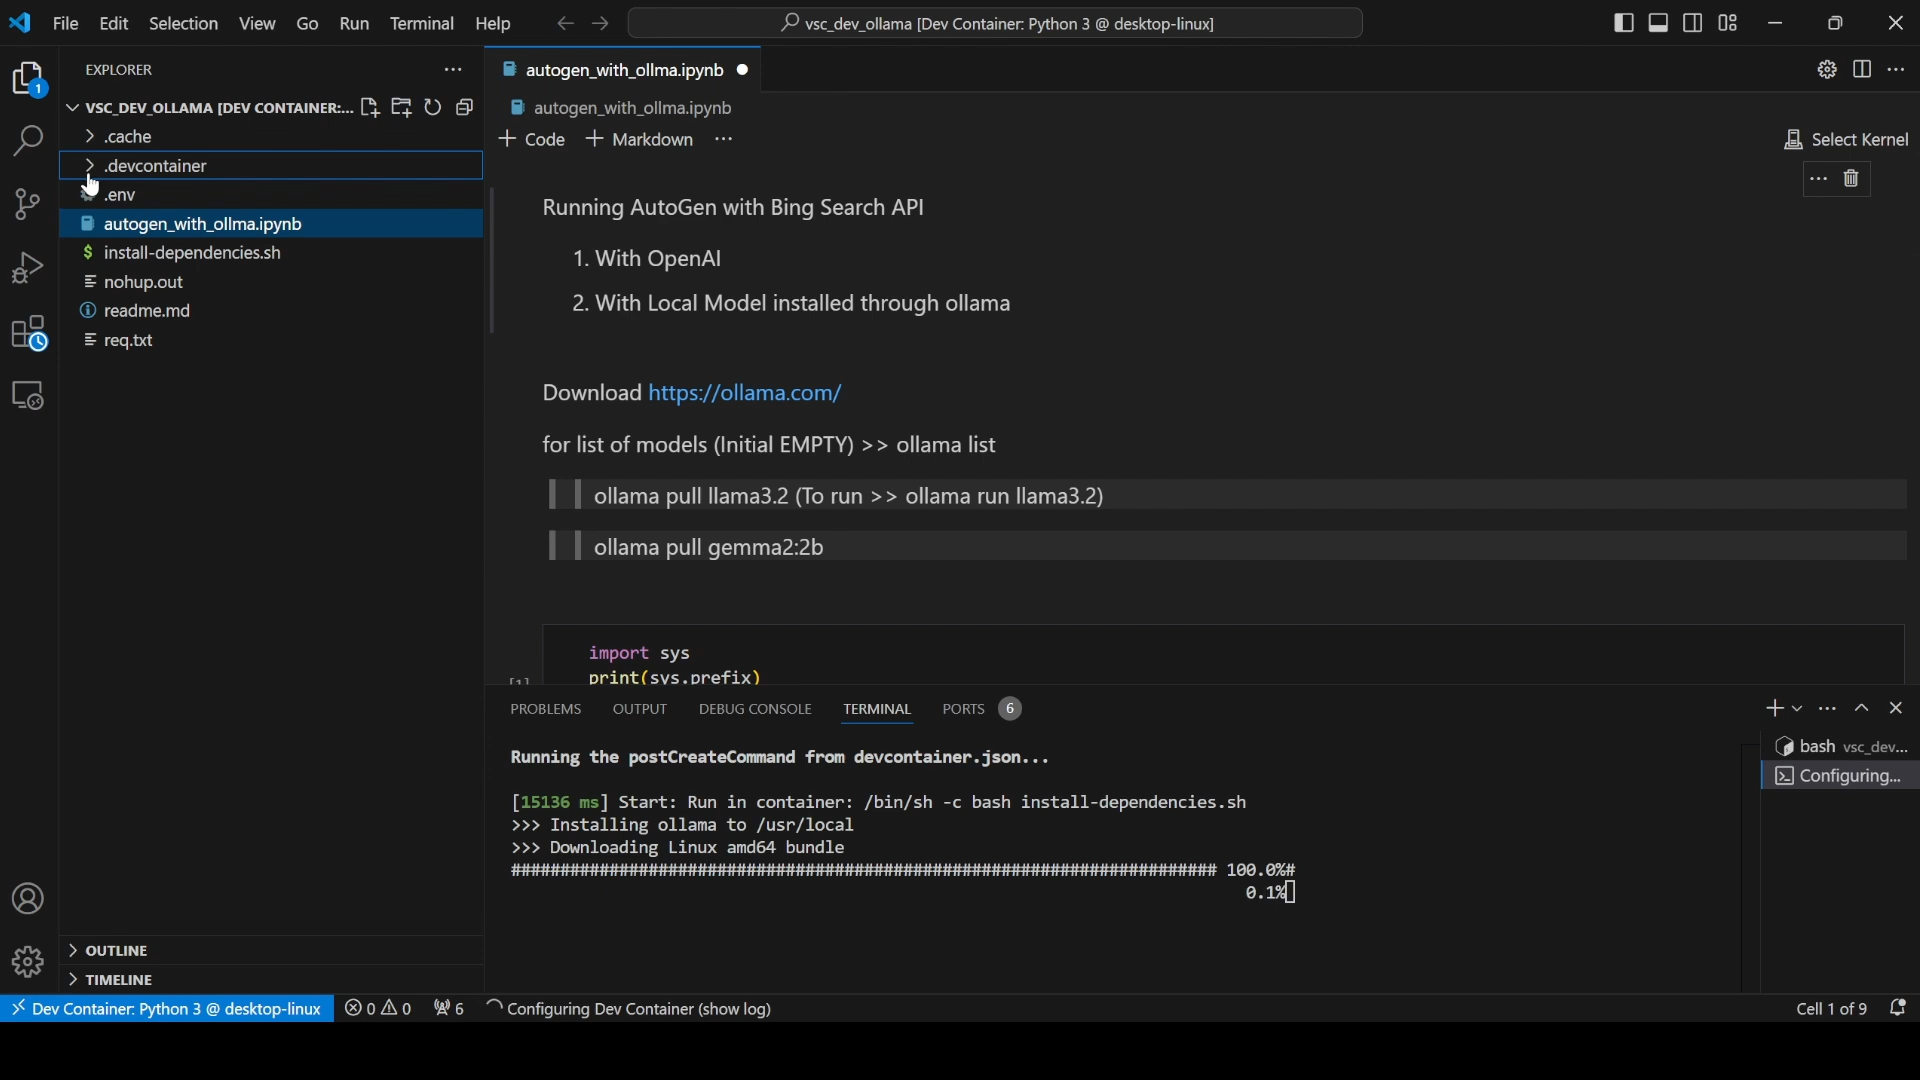 File Edit Selection View Go Run Terminal Help
vsc_dev_ollama [Dev Container: Python 3 @ desktop-linux]
EXPLORER
1
VSC_DEV_OLLAMA [DEV CONTAINER:...
.cache
.devcontainer
.env
autogen_with_ollma.ipynb
install-dependencies.sh
nohup.out
readme.md
req.txt
OUTLINE
TIMELINE
autogen_with_ollma.ipynb
autogen_with_ollma.ipynb
+ Code + Markdown ...
Select Kernel
Running AutoGen with Bing Search API
1. With OpenAI
2. With Local Model installed through ollama
Download https://ollama.com/
for list of models (Initial EMPTY) >> ollama list
ollama pull llama3.2 (To run >> ollama run llama3.2)
ollama pull gemma2:2b
import sys
print(sys.prefix)
[1]
PROBLEMS OUTPUT DEBUG CONSOLE TERMINAL PORTS 6
Running the postCreateCommand from devcontainer.json...
[15136 ms] Start: Run in container: /bin/sh -c bash install-dependencies.sh
>>> Installing ollama to /usr/local
>>> Downloading Linux amd64 bundle
######################################################################## 100.0%#
0.1%
bash vsc_dev...
Configuring...
Dev Container: Python 3 @ desktop-linux 0 0 6 Configuring Dev Container (show log)
Cell 1 of 9